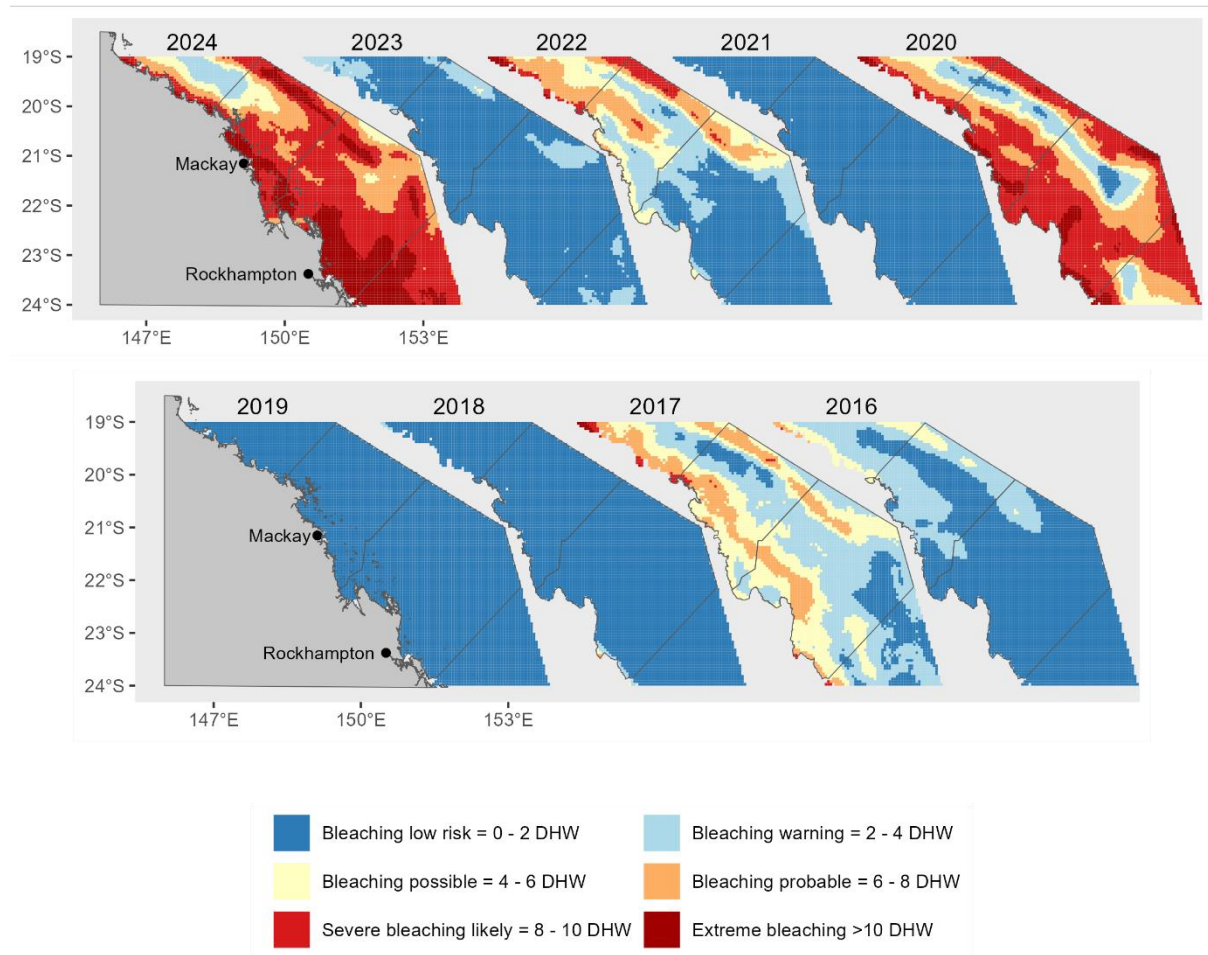 2024 2023 2022 2021 2020
19°S
20°S
21°S
22°S
23°S
24°S
Mackay
Rockhampton
147°E 150°E 153°E
2019 2018 2017 2016
19°S
20°S
21°S
22°S
23°S
24°S
Mackay
Rockhampton
147°E 150°E 153°E
Bleaching low risk = 0 - 2 DHW
Bleaching warning = 2 - 4 DHW
Bleaching possible = 4 - 6 DHW
Bleaching probable = 6 - 8 DHW
Severe bleaching likely = 8 - 10 DHW
Extreme bleaching >10 DHW